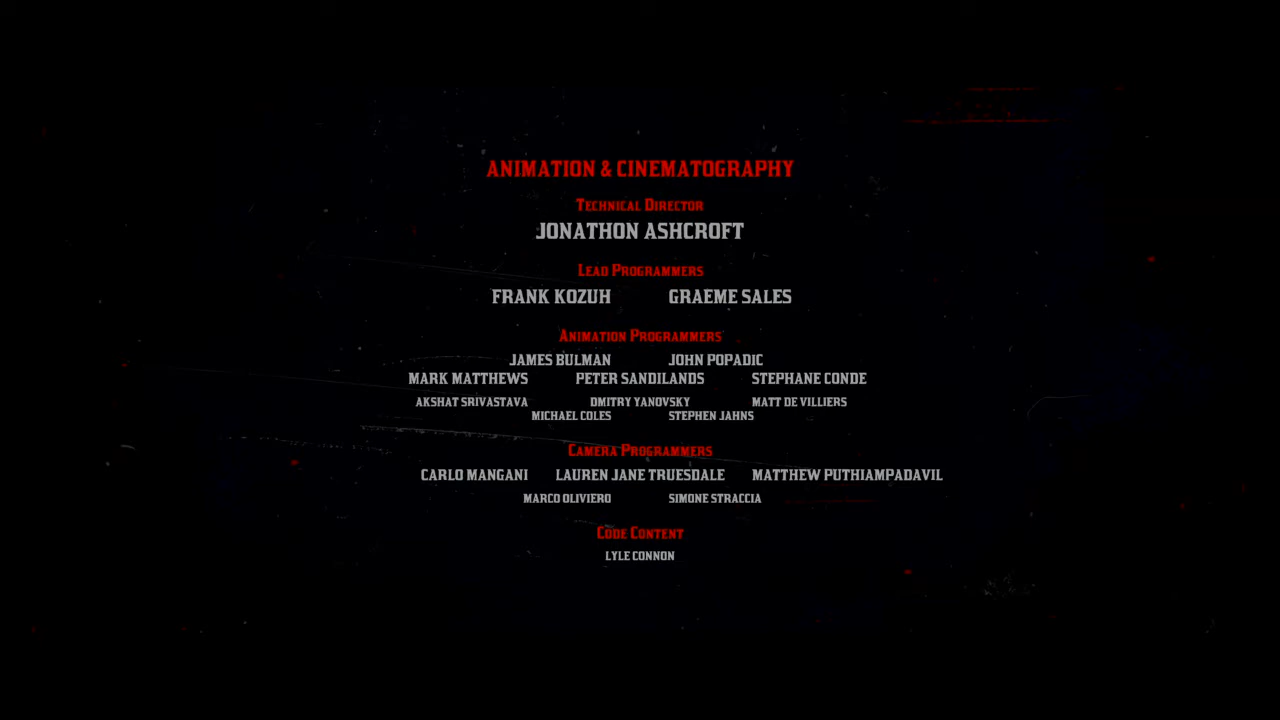 ANIMATION & CINEMATOGRAPHY
TECHNICAL DIRECTOR
JONATHON ASHCROFT
LEAD PROGRAMMERS
FRANK KOZUH GRAEME SALES
ANIMATION PROGRAMMERS
JAMES BULMAN JOHN POPADIC
MARK MATTHEWS PETER SANDILANDS STEPHANE CONDE
AKSHAT SRIVASTAVA DMITRY YANOVSKY MATT DE VILLIERS
MICHAEL COLES STEPHEN JAHNS
CAMERA PROGRAMMERS
CARLO MANGANI LAUREN JANE TRUESDALE MATTHEW PUTHIAMPADAVIL
MARCO OLIVIERO SIMONE STRACCIA
CODE CONTENT
LYLE CONNON